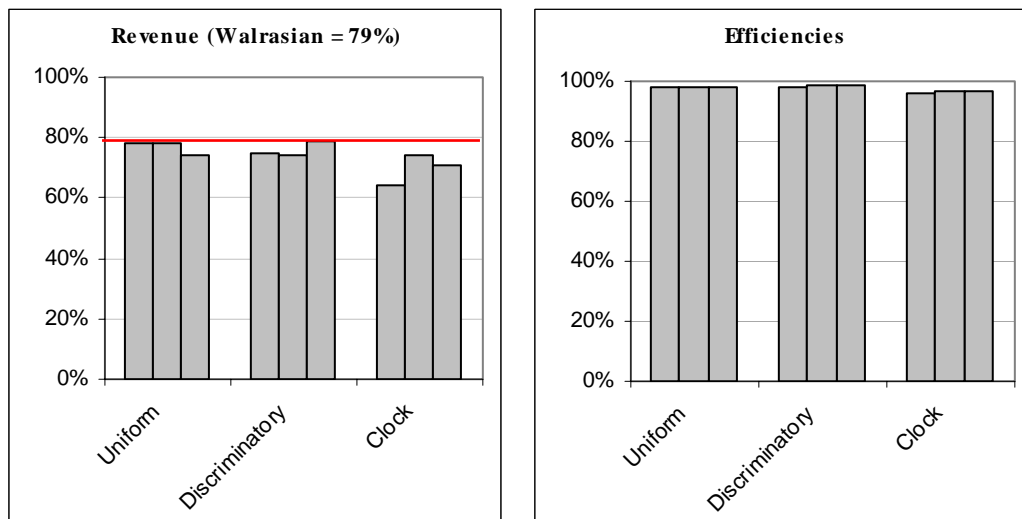 Revenue (Walrasian = 79%)
100%
80%
60%
40%
20%
0%
Uniform
Discriminatory
Clock
Efficiencies
100%
80%
60%
40%
20%
0%
Uniform
Discriminatory
Clock